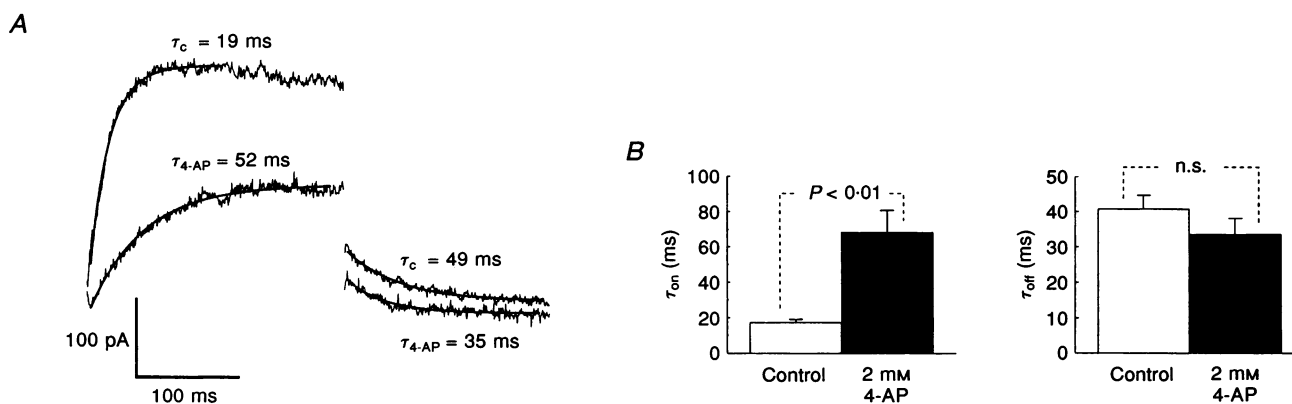 A
τc = 19 ms
τ4-AP = 52 ms
τc = 49 ms
τ4-AP = 35 ms
100 pA
100 ms
B
100
80
60
40
20
0
τon (ms)
P < 0·01
Control
2 mM
4-AP
50
40
30
20
10
0
τoff (ms)
n.s.
Control
2 mM
4-AP